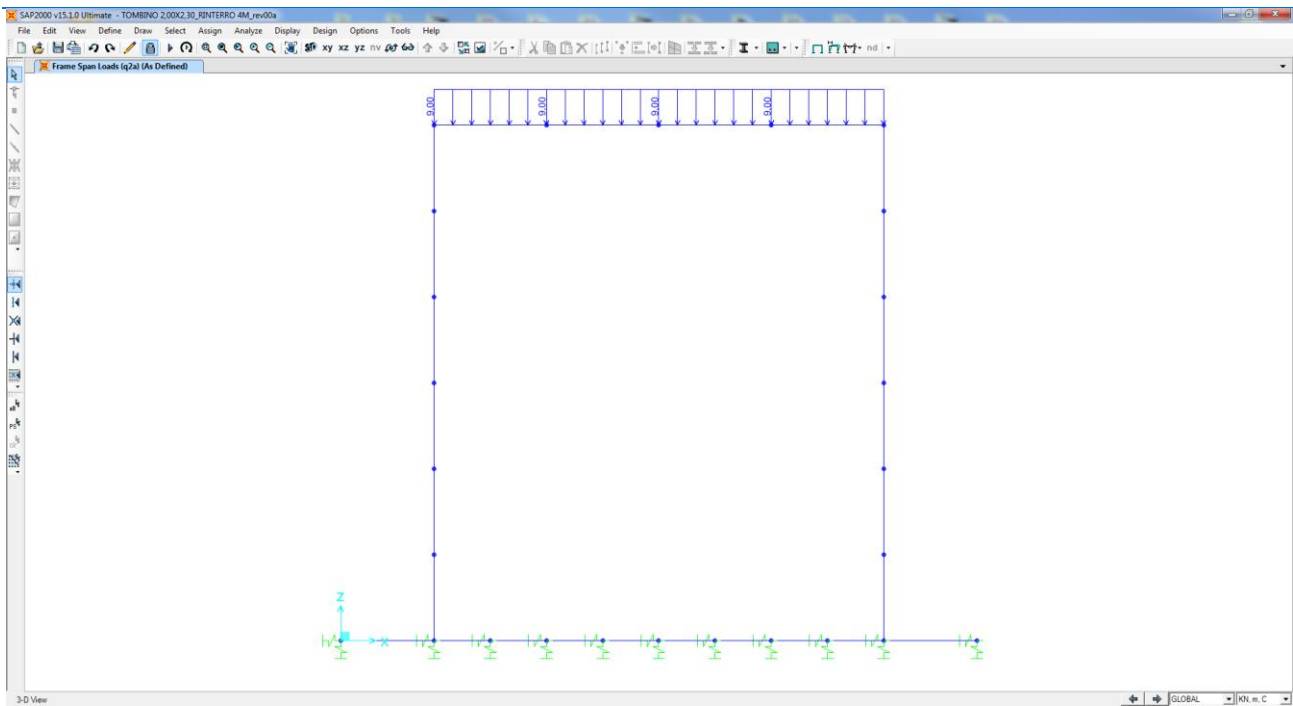 SAP2000 v15.1.0 Ultimate - TOMBINO 2,00X2,30_RINTERRO 4M_rev00a
File Edit View Define Draw Select Assign Analyze Display Design Options Tools Help
xy xz yz nv nd
Frame Span Loads (q2a) (As Defined)
9.00 9.00 9.00 9.00
Z
X
3-D View GLOBAL KN, m, C